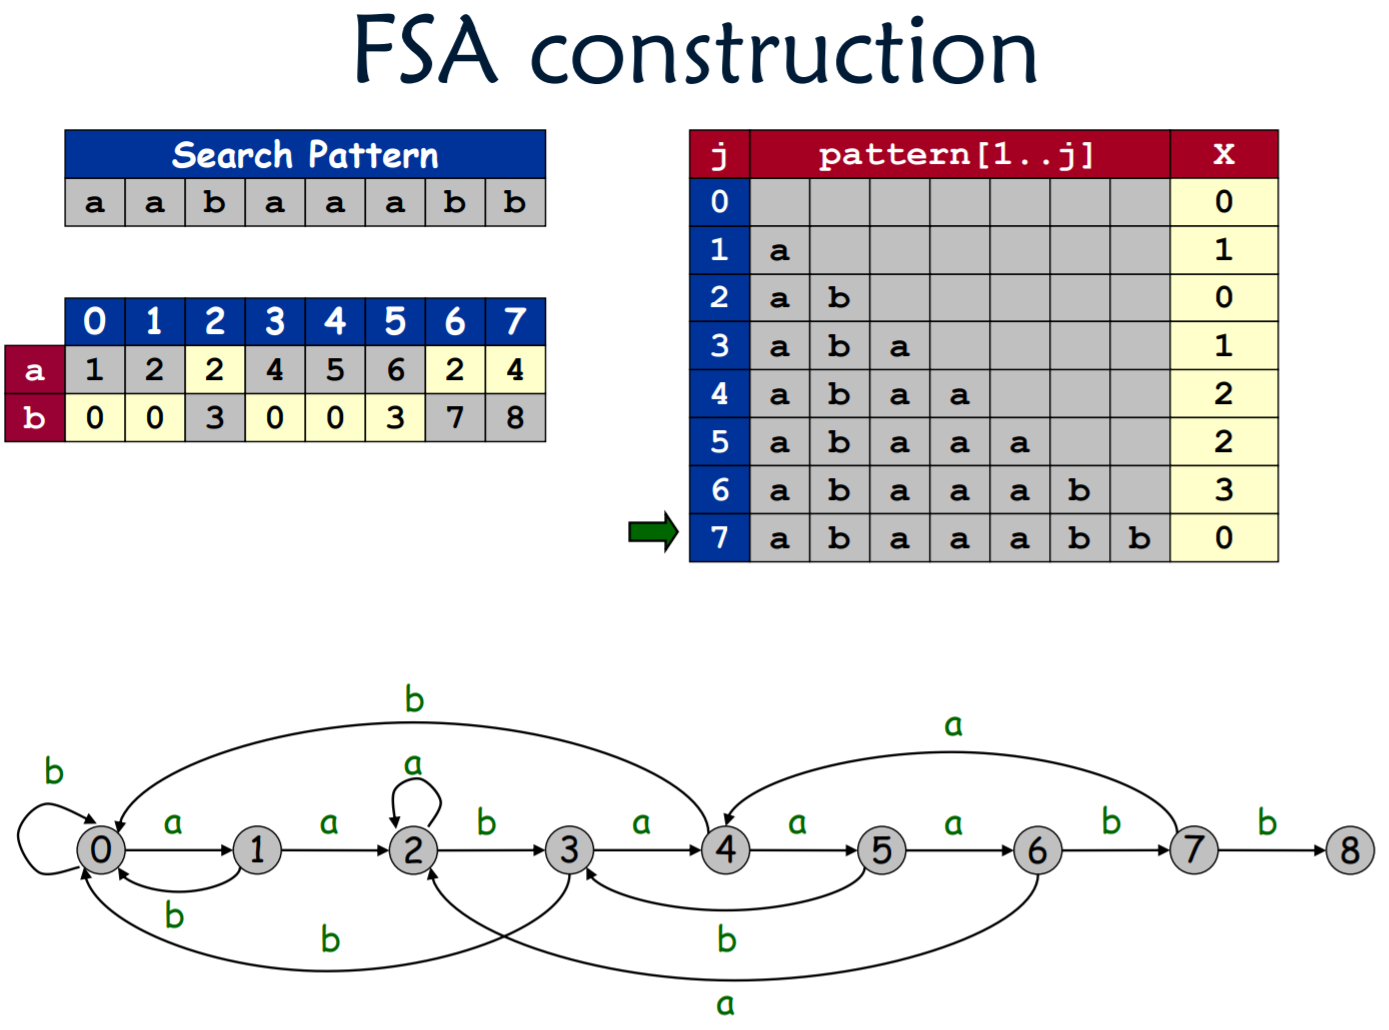 FSA construction
Search Pattern
a a b a a a b b
0 1 2 3 4 5 6 7
a 1 2 2 4 5 6 2 4
b 0 0 3 0 0 3 7 8
j pattern[1..j] X
0 0
1 a 1
2 a b 0
3 a b a 1
4 a b a a 2
5 a b a a a 2
6 a b a a a b 3
7 a b a a a b b 0
b
a
b a
a a b a a a b b
0 1 2 3 4 5 6 7 8
b
b b
a